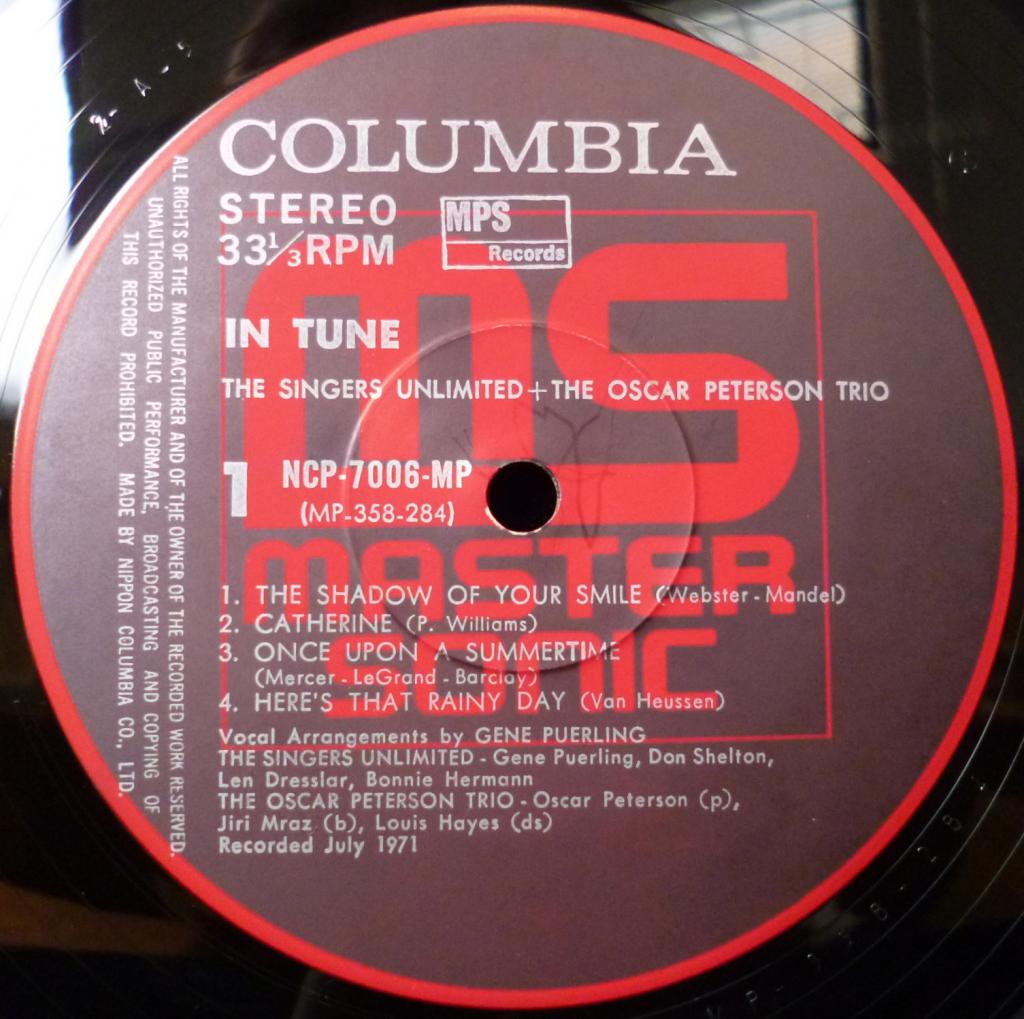 COLUMBIA
STEREO
33⅓ RPM
MPS
Records
MS
IN TUNE
THE SINGERS UNLIMITED+THE OSCAR PETERSON TRIO
1
NCP-7006-MP
(MP-358-284)
MASTER
SONIC
1. THE SHADOW OF YOUR SMILE (Webster - Mandel)
2. CATHERINE (P. Williams)
3. ONCE UPON A SUMMERTIME
(Mercer - LeGrand - Barclay)
4. HERE'S THAT RAINY DAY (Van Heussen)
Vocal Arrangements by GENE PUERLING
THE SINGERS UNLIMITED - Gene Puerling, Don Shelton,
Len Dresslar, Bonnie Hermann
THE OSCAR PETERSON TRIO - Oscar Peterson (p),
Jiri Mraz (b), Louis Hayes (ds)
Recorded July 1971
ALL RIGHTS OF THE MANUFACTURER AND OF THE OWNER OF THE RECORDED WORK RESERVED.
UNAUTHORIZED PUBLIC PERFORMANCE, BROADCASTING AND COPYING OF
THIS RECORD PROHIBITED. MADE BY NIPPON COLUMBIA CO., LTD.